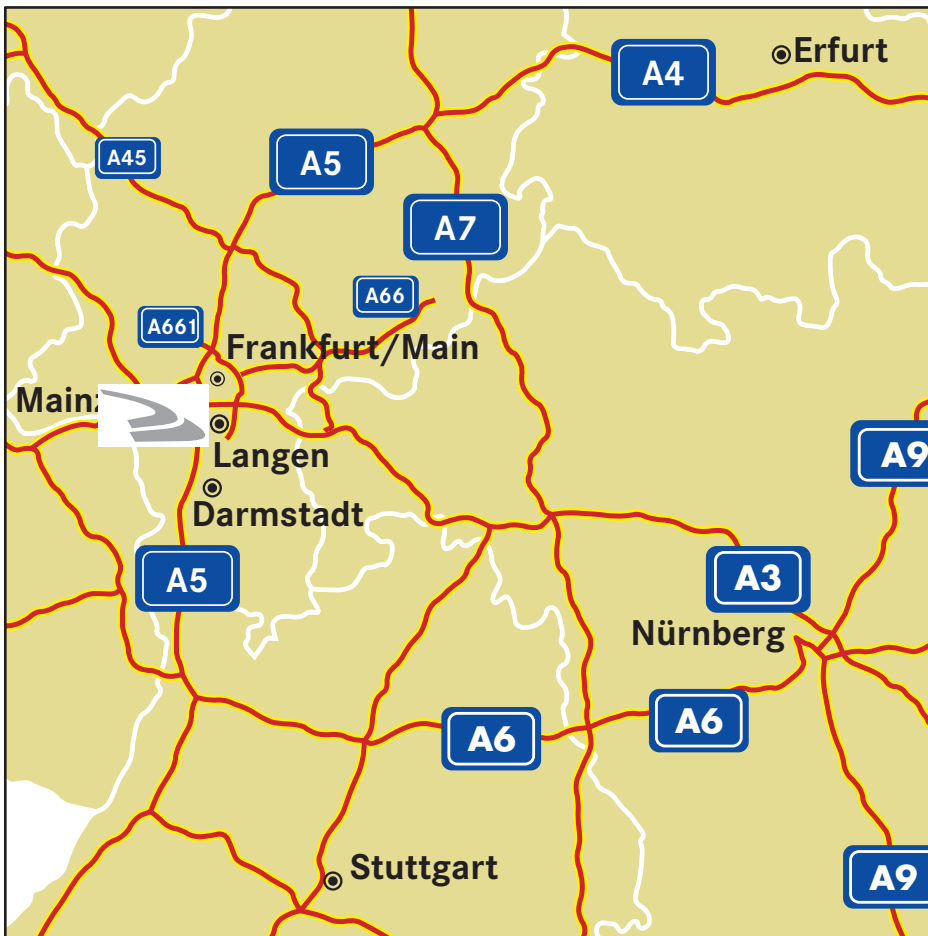 Erfurt
A4
A45
A5
A7
A66
A661
Frankfurt/Main
Mainz
Langen
A9
Darmstadt
A5
A3
Nürnberg
A6
A6
Stuttgart
A9